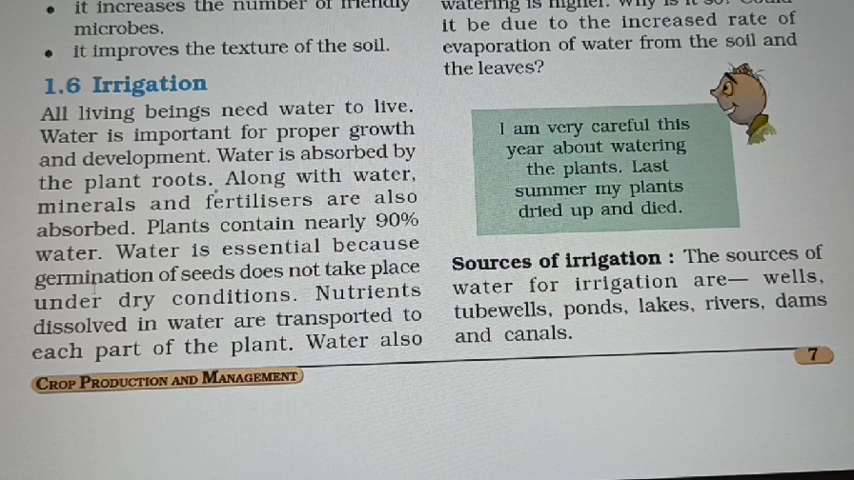 it increases the number of friendly
microbes.
it improves the texture of the soil.
1.6 Irrigation
All living beings need water to live.
Water is important for proper growth
and development. Water is absorbed by
the plant roots. Along with water,
minerals and fertilisers are also
absorbed. Plants contain nearly 90%
water. Water is essential because
germination of seeds does not take place
under dry conditions. Nutrients
dissolved in water are transported to
each part of the plant. Water also
watering is higher. Why is it so? Could
it be due to the increased rate of
evaporation of water from the soil and
the leaves?
I am very careful this
year about watering
the plants. Last
summer my plants
dried up and died.
Sources of irrigation : The sources of
water for irrigation are— wells,
tubewells, ponds, lakes, rivers, dams
and canals.
CROP PRODUCTION AND MANAGEMENT
7